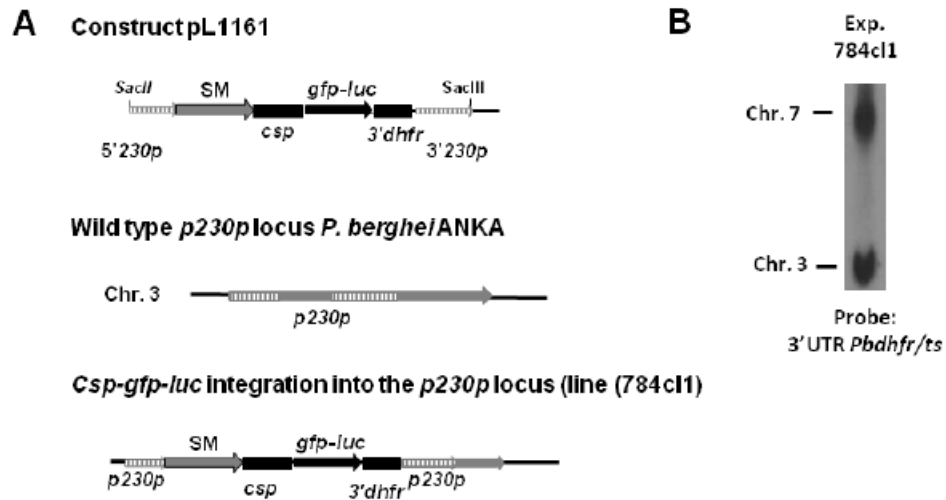 A
Construct pL1161
SacII
SM
gfp-luc
SacIII
csp
3'dhfr
5'230p
3'230p
Wild type p230p locus P. berghei ANKA
Chr. 3
p230p
Csp-gfp-luc integration into the p230p locus (line (784cl1)
SM
gfp-luc
p230p
csp
3'dhfr
p230p
B
Exp.
784cl1
Chr. 7
Chr. 3
Probe:
3'UTR Pbdhfr/ts